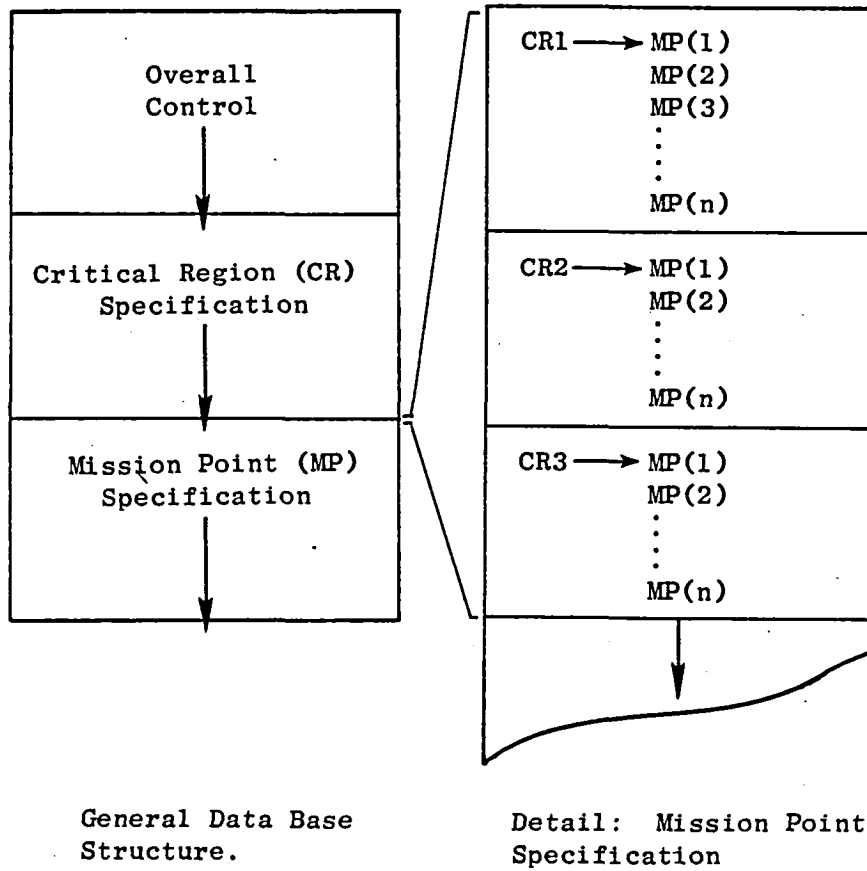 Overall
Control
Critical Region (CR)
Specification
Mission Point (MP)
Specification
CR1 MP(1)
MP(2)
MP(3)
MP(n)
CR2 MP(1)
MP(2)
MP(n)
CR3 MP(1)
MP(2)
MP(n)
General Data Base
Structure.
Detail: Mission Point
Specification